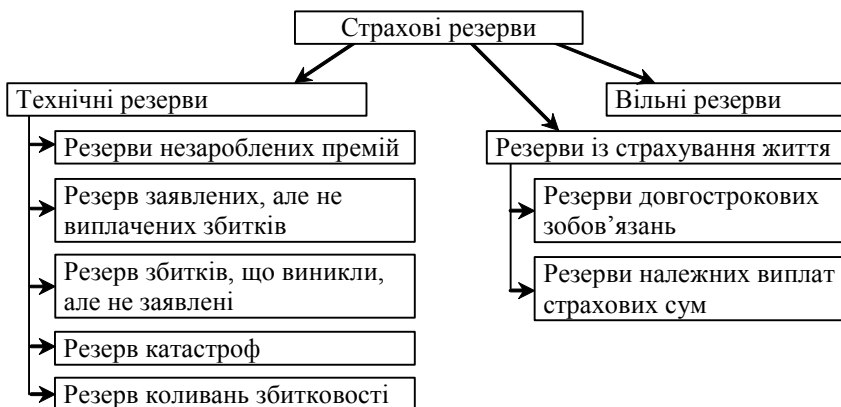 Страхові резерви
Технічні резерви
Вільні резерви
Резерви незароблених премій
Резерви із страхування життя
Резерв заявлених, але не
виплачених збитків
Резерви довгострокових
зобов’язань
Резерв збитків, що виникли,
але не заявлені
Резерви належних виплат
страхових сум
Резерв катастроф
Резерв коливань збитковості